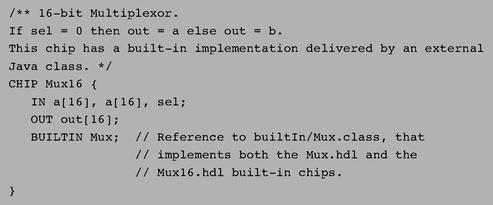 /** 16-bit Multiplexor.
If sel = 0 then out = a else out = b.
This chip has a built-in implementation delivered by an external
Java class. */
CHIP Mux16 {
   IN a[16], a[16], sel;
   OUT out[16];
   BUILTIN Mux;  // Reference to builtIn/Mux.class, that
                 // implements both the Mux.hdl and the
                 // Mux16.hdl built-in chips.
}